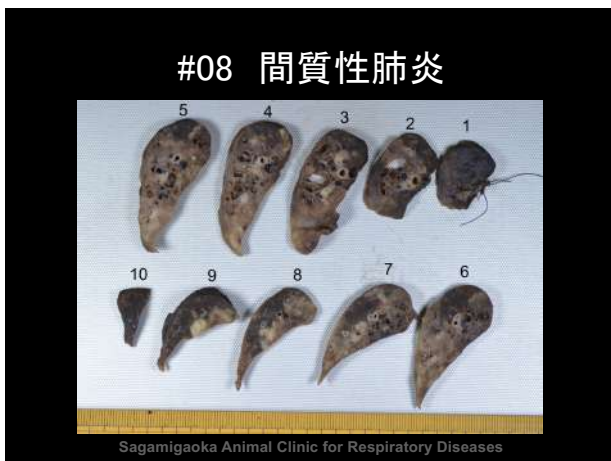 #08 間質性肺炎
5 4 3 2 1
10 9 8 7 6
Sagamigaoka Animal Clinic for Respiratory Diseases